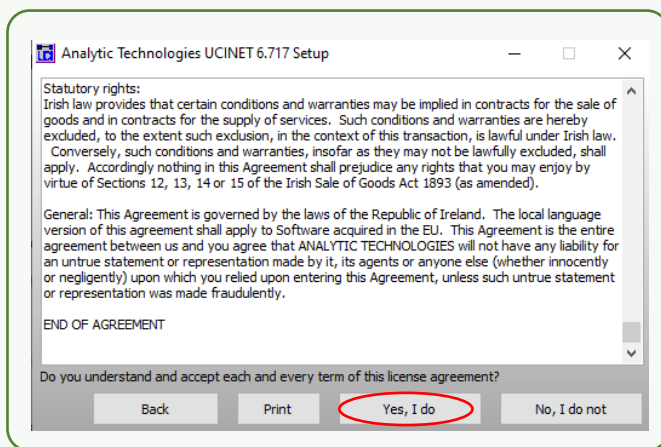 Analytic Technologies UCINET 6.717 Setup
Statutory rights:
Irish law provides that certain conditions and warranties may be implied in contracts for the sale of
goods and in contracts for the supply of services.  Such conditions and warranties are hereby
excluded, to the extent such exclusion, in the context of this transaction, is lawful under Irish law.
Conversely, such conditions and warranties, insofar as they may not be lawfully excluded, shall
apply.  Accordingly nothing in this Agreement shall prejudice any rights that you may enjoy by
virtue of Sections 12, 13, 14 or 15 of the Irish Sale of Goods Act 1893 (as amended).
General: This Agreement is governed by the laws of the Republic of Ireland.  The local language
version of this agreement shall apply to Software acquired in the EU.  This Agreement is the entire
agreement between us and you agree that ANALYTIC TECHNOLOGIES will not have any liability for
an untrue statement or representation made by it, its agents or anyone else (whether innocently
or negligently) upon which you relied upon entering this Agreement, unless such untrue statement
or representation was made fraudulently.
END OF AGREEMENT
Do you understand and accept each and every term of this license agreement?
Back
Print
Yes, I do
No, I do not